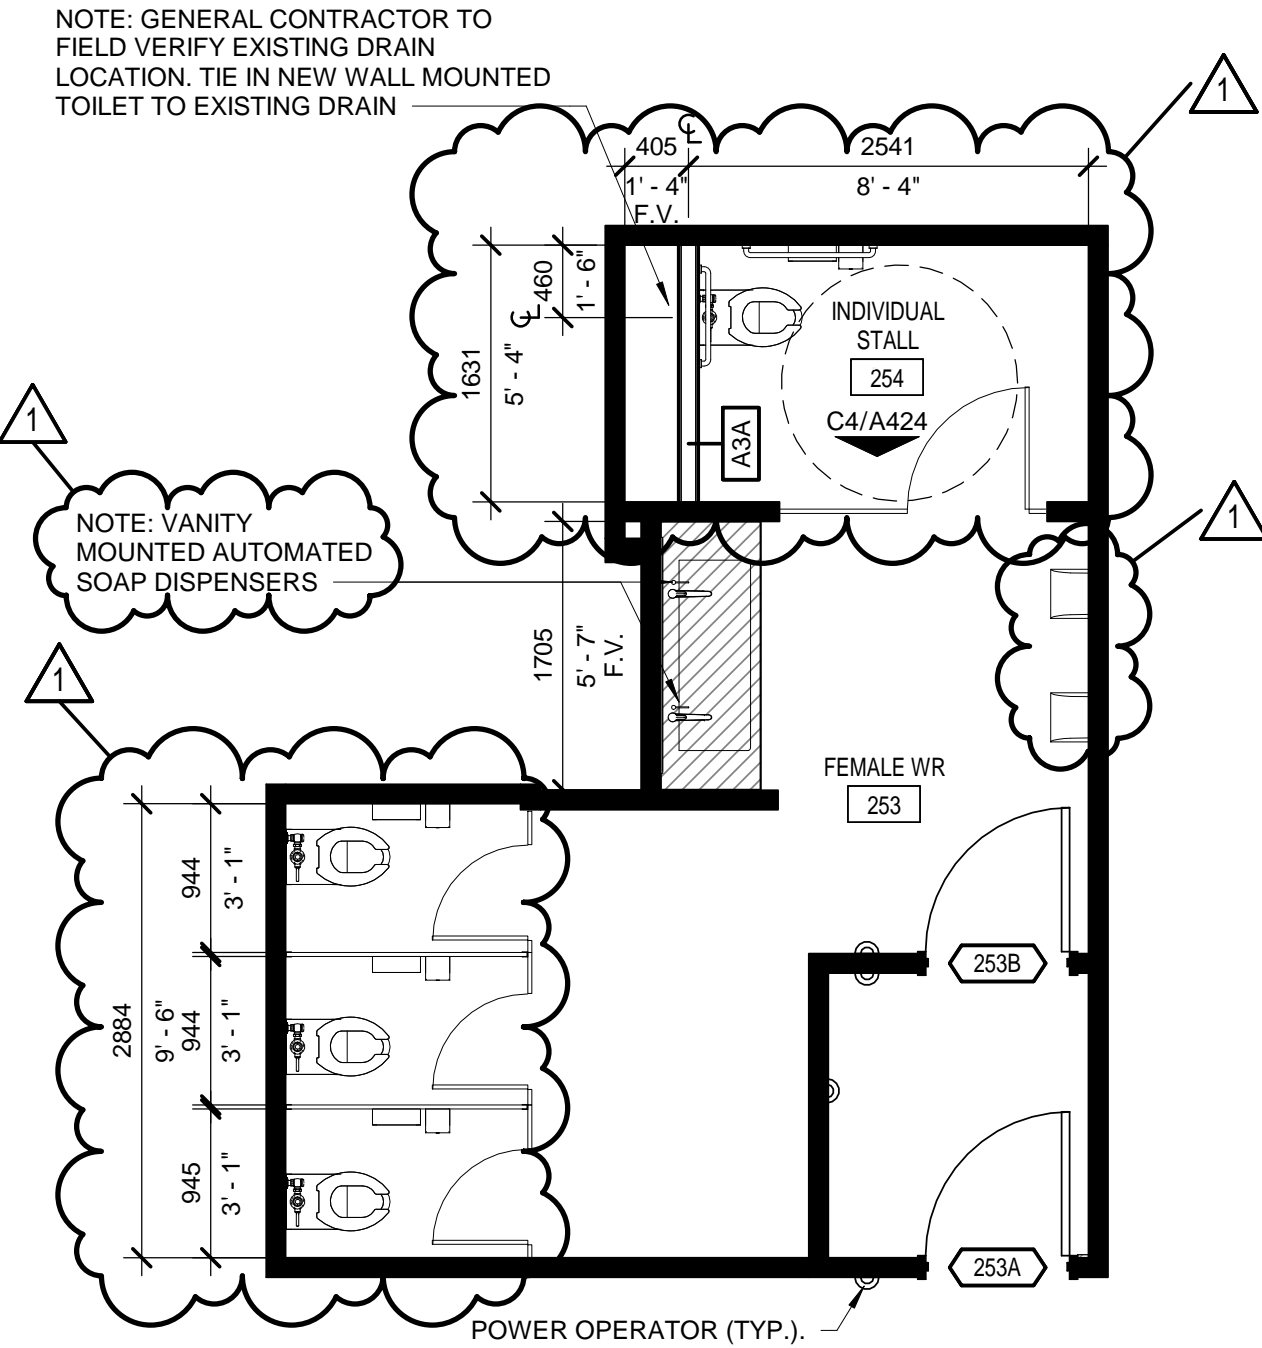 NOTE: GENERAL CONTRACTOR TO
FIELD VERIFY EXISTING DRAIN
LOCATION. TIE IN NEW WALL MOUNTED
TOILET TO EXISTING DRAIN
1
405
℄
2541
1' - 4"
F.V.
8' - 4"
460
1' - 6"
℄
1631
5' - 4"
INDIVIDUAL
STALL
254
C4/A424
A3A
1
NOTE: VANITY
MOUNTED AUTOMATED
SOAP DISPENSERS
1
1705
5' - 7"
F.V.
1
FEMALE WR
253
944
3' - 1"
2884
9' - 6"
944
3' - 1"
945
3' - 1"
253B
253A
POWER OPERATOR (TYP.).